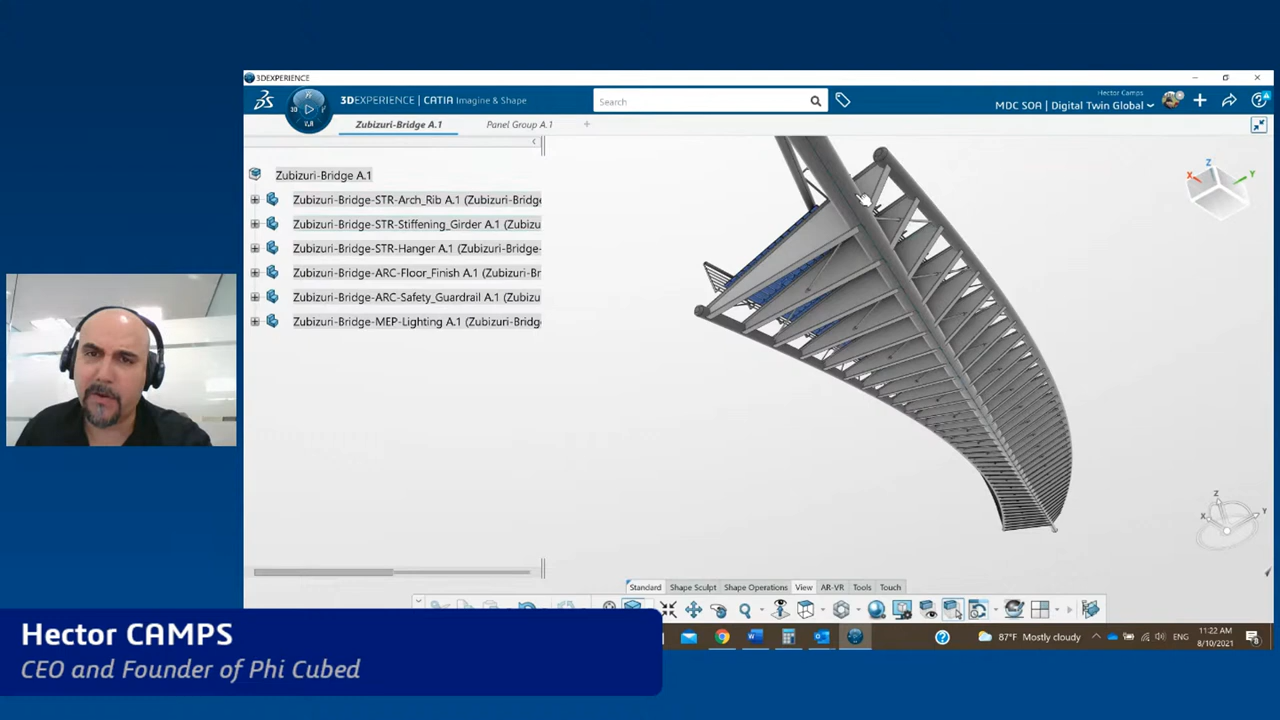 3DEXPERIENCE
3DEXPERIENCE | CATIA Imagine & Shape
Search
Hector Camps
MDC SOA | Digital Twin Global
3D
V.R
Zubizuri-Bridge A.1
Panel Group A.1
Zubizuri-Bridge A.1
Zubizuri-Bridge-STR-Arch_Rib A.1 (Zubizuri-Bridge
Zubizuri-Bridge-STR-Stiffening_Girder A.1 (Zubizu
Zubizuri-Bridge-STR-Hanger A.1 (Zubizuri-Bridge-
Zubizuri-Bridge-ARC-Floor_Finish A.1 (Zubizuri-Br
Zubizuri-Bridge-ARC-Safety_Guardrail A.1 (Zubizu
Zubizuri-Bridge-MEP-Lighting A.1 (Zubizuri-Bridg
Z
X
Y
Z
X
Y
Standard
Shape Sculpt
Shape Operations
View
AR-VR
Tools
Touch
87°F Mostly cloudy
ENG
11:22 AM
8/10/2021
Hector CAMPS
CEO and Founder of Phi Cubed